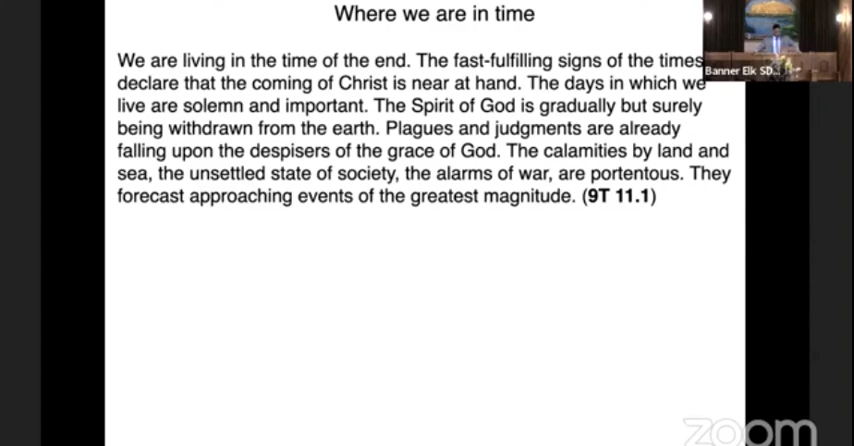 Where we are in time
We are living in the time of the end. The fast-fulfilling signs of the times
Banner Elk SD...
declare that the coming of Christ is near at hand. The days in which we
live are solemn and important. The Spirit of God is gradually but surely
being withdrawn from the earth. Plagues and judgments are already
falling upon the despisers of the grace of God. The calamities by land and
sea, the unsettled state of society, the alarms of war, are portentous. They
forecast approaching events of the greatest magnitude. (9T 11.1)
zoom